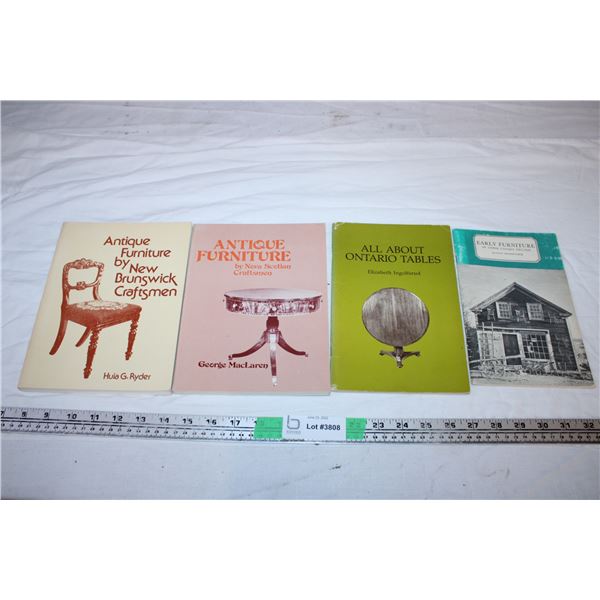 Antique
Furniture
by
New
Brunswick
Craftsmen
Huia G. Ryder
ANTIQUE
FURNITURE
by Nova Scotian
Craftsmen
George MacLaren
ALL ABOUT
ONTARIO TABLES
Elizabeth Ingolfsrud
EARLY FURNITURE
Lot #3808
10 11 12 13 14 15 16 17
23 24 25 26 27 28 29 30 31 32